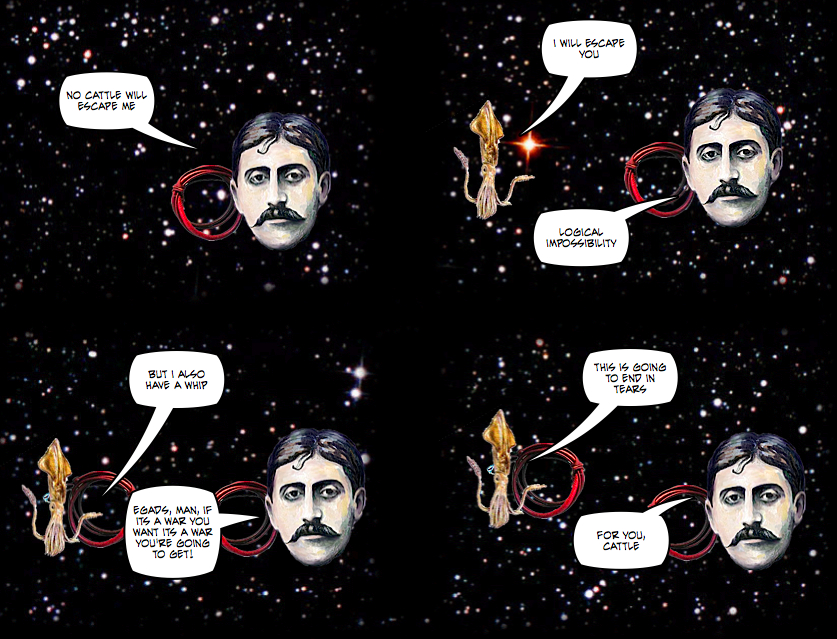 NO CATTLE WILL
ESCAPE ME
I WILL ESCAPE
YOU
LOGICAL
IMPOSSIBILITY
BUT I ALSO
HAVE A WHIP
EGADS, MAN, IF
ITS A WAR YOU
WANT ITS A WAR
YOU'RE GOING
TO GET!
THIS IS GOING
TO END IN
TEARS
FOR YOU,
CATTLE